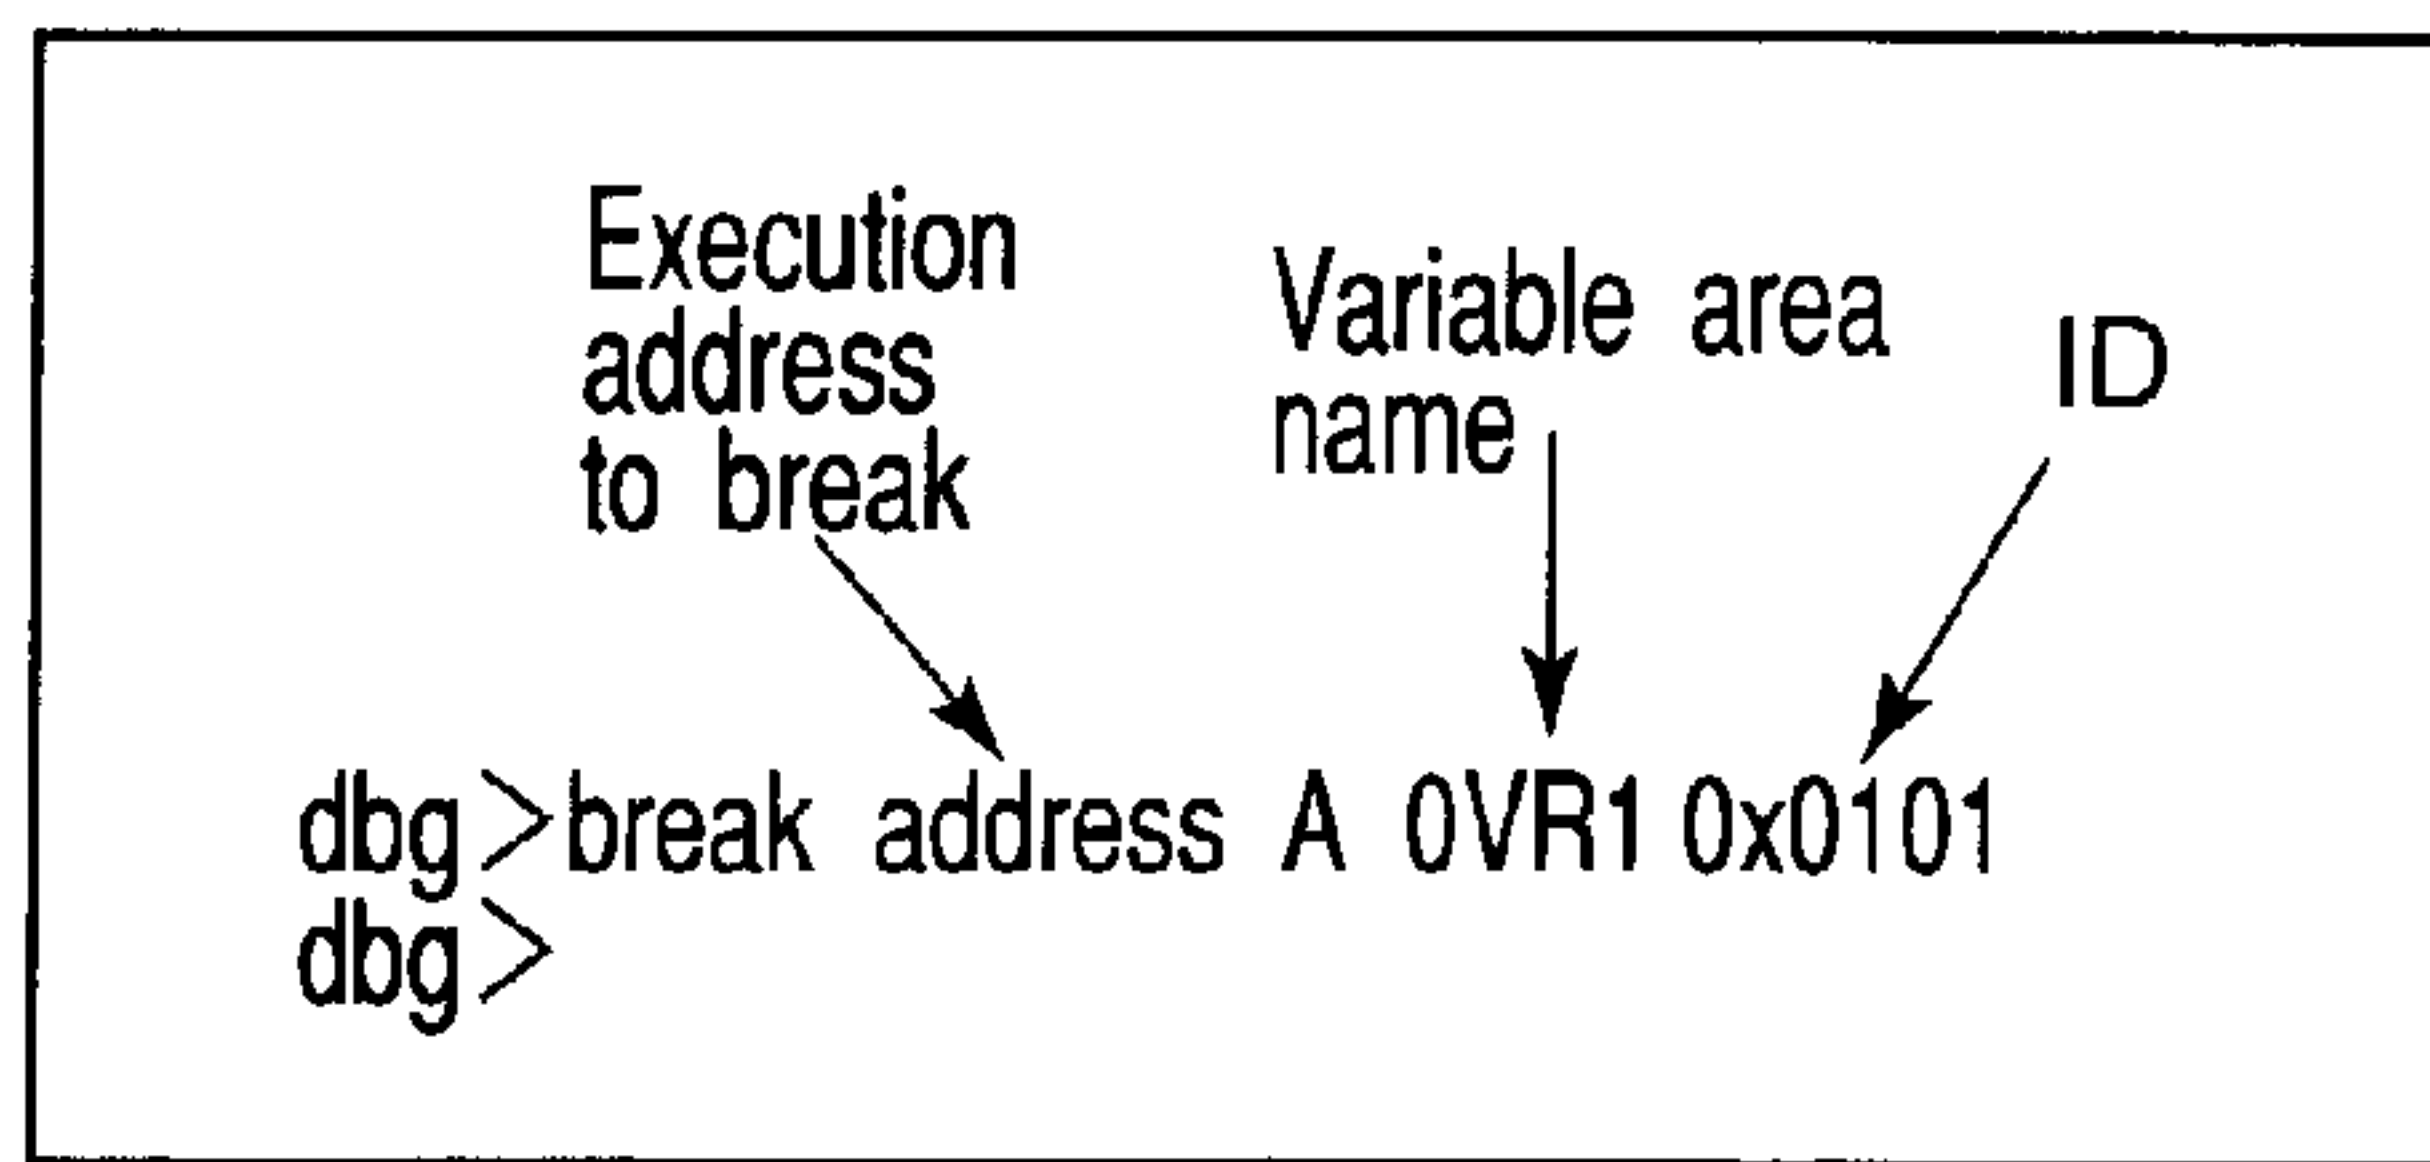 Execution
address
to break
Variable area
name
ID
dbg>break address A 0VR1 0x0101
dbg>